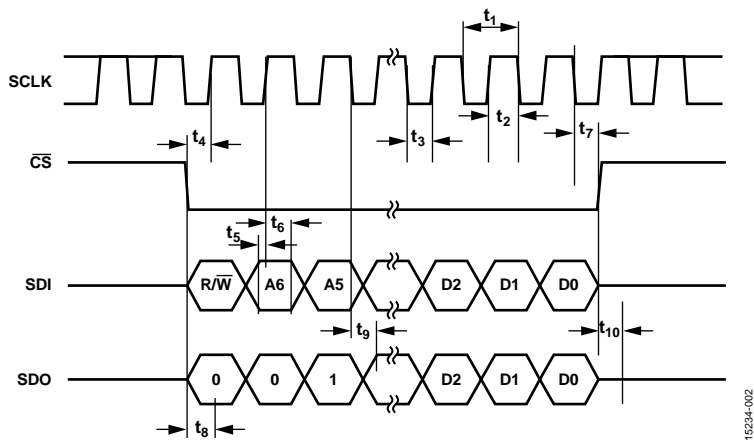 t1
SCLK
t4
t3
t2
t7
CS
t5
t6
SDI
R/W
A6
A5
D2
D1
D0
t9
t10
SDO
0
0
1
D2
D1
D0
t8
15234-002